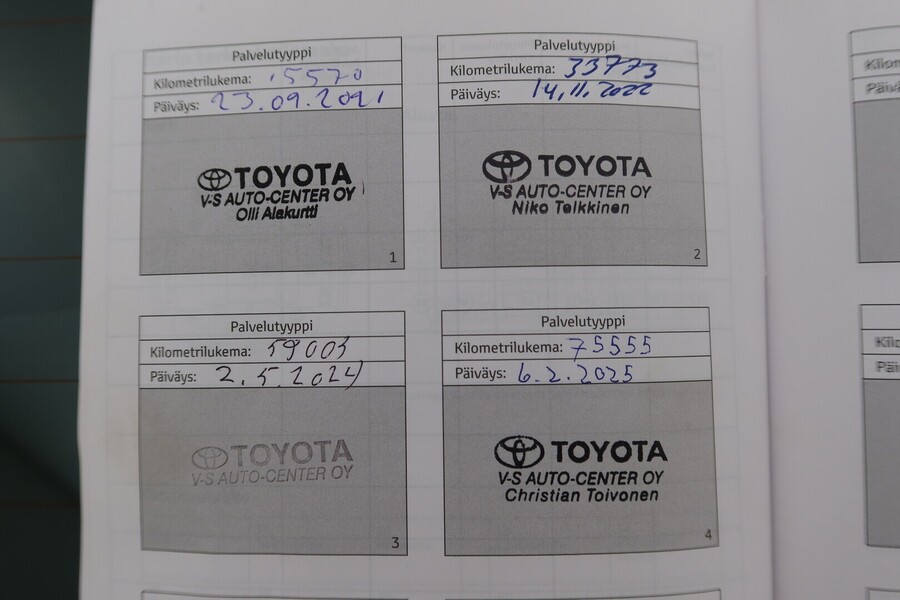 Palvelutyyppi
Kilometrilukema: 15570
Päiväys: 23.09.2021
TOYOTA
V-S AUTO-CENTER OY
Olli Alakurtti
1
Palvelutyyppi
Kilometrilukema: 33773
Päiväys: 14.11.2022
TOYOTA
V-S AUTO-CENTER OY
Niko Telkkinen
2
Palvelutyyppi
Kilometrilukema: 59003
Päiväys: 2.5.2024
TOYOTA
V-S AUTO-CENTER OY
3
Palvelutyyppi
Kilometrilukema: 75555
Päiväys: 6.2.2025
TOYOTA
V-S AUTO-CENTER OY
Christian Toivonen
4